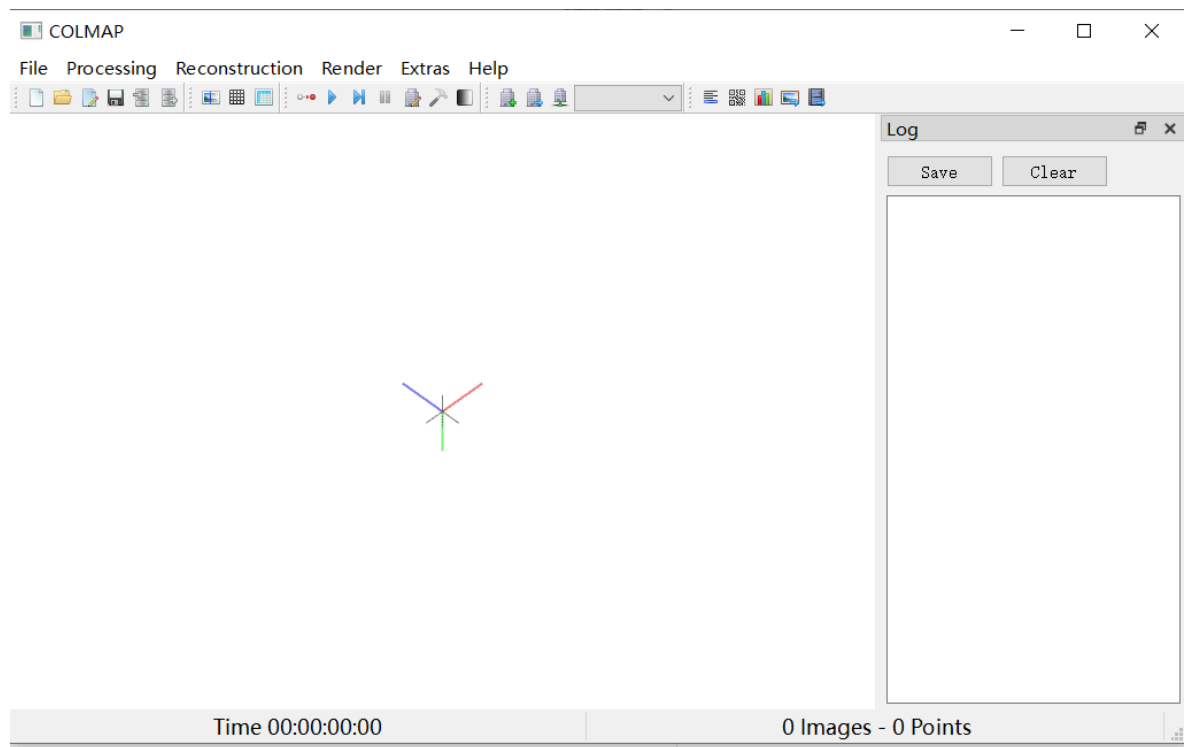 COLMAP
File Processing Reconstruction Render Extras Help
Log
Save Clear
Time 00:00:00:00 0 Images - 0 Points